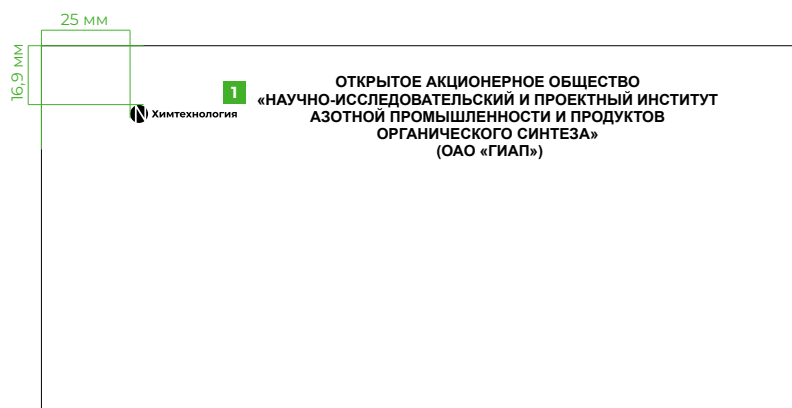 25 мм
16,9 мм
1
Химтехнология
ОТКРЫТОЕ АКЦИОНЕРНОЕ ОБЩЕСТВО
«НАУЧНО-ИССЛЕДОВАТЕЛЬСКИЙ И ПРОЕКТНЫЙ ИНСТИТУТ
АЗОТНОЙ ПРОМЫШЛЕННОСТИ И ПРОДУКТОВ
ОРГАНИЧЕСКОГО СИНТЕЗА»
(ОАО «ГИАП»)